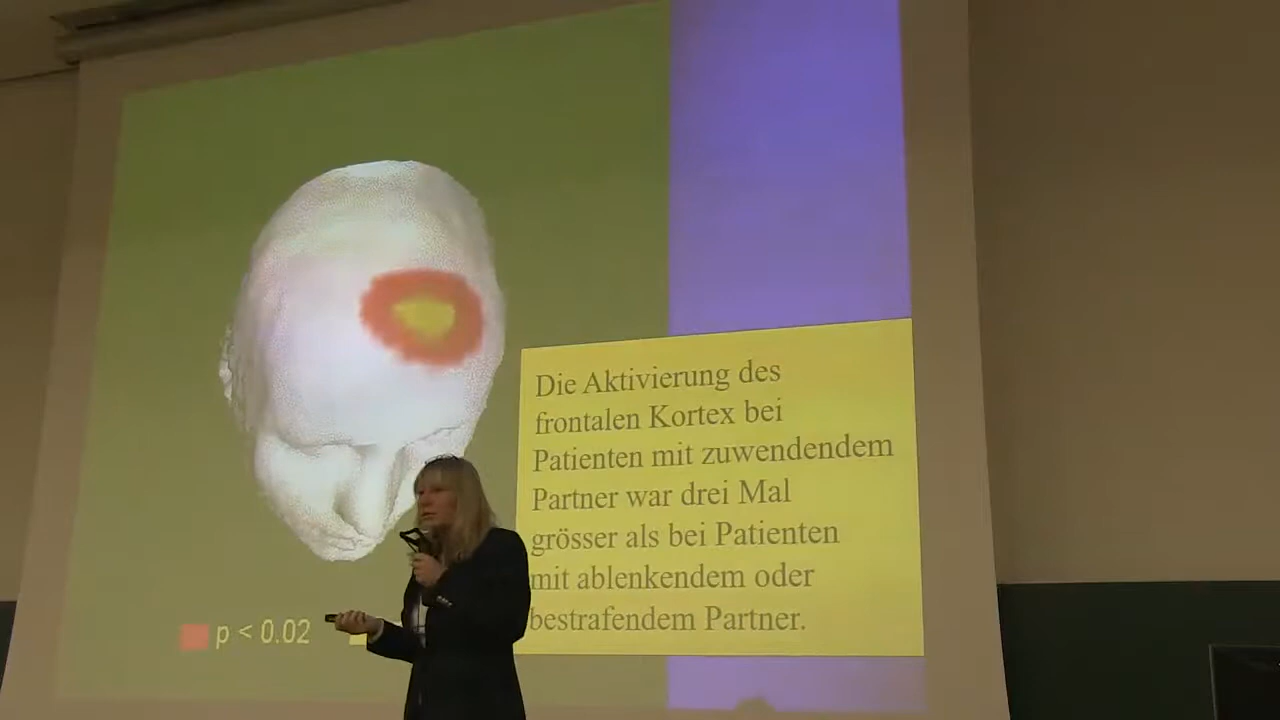 Die Aktivierung des
frontalen Kortex bei
Patienten mit zuwendendem
Partner war drei Mal
grösser als bei Patienten
mit ablenkendem oder
bestrafendem Partner.
p < 0.02